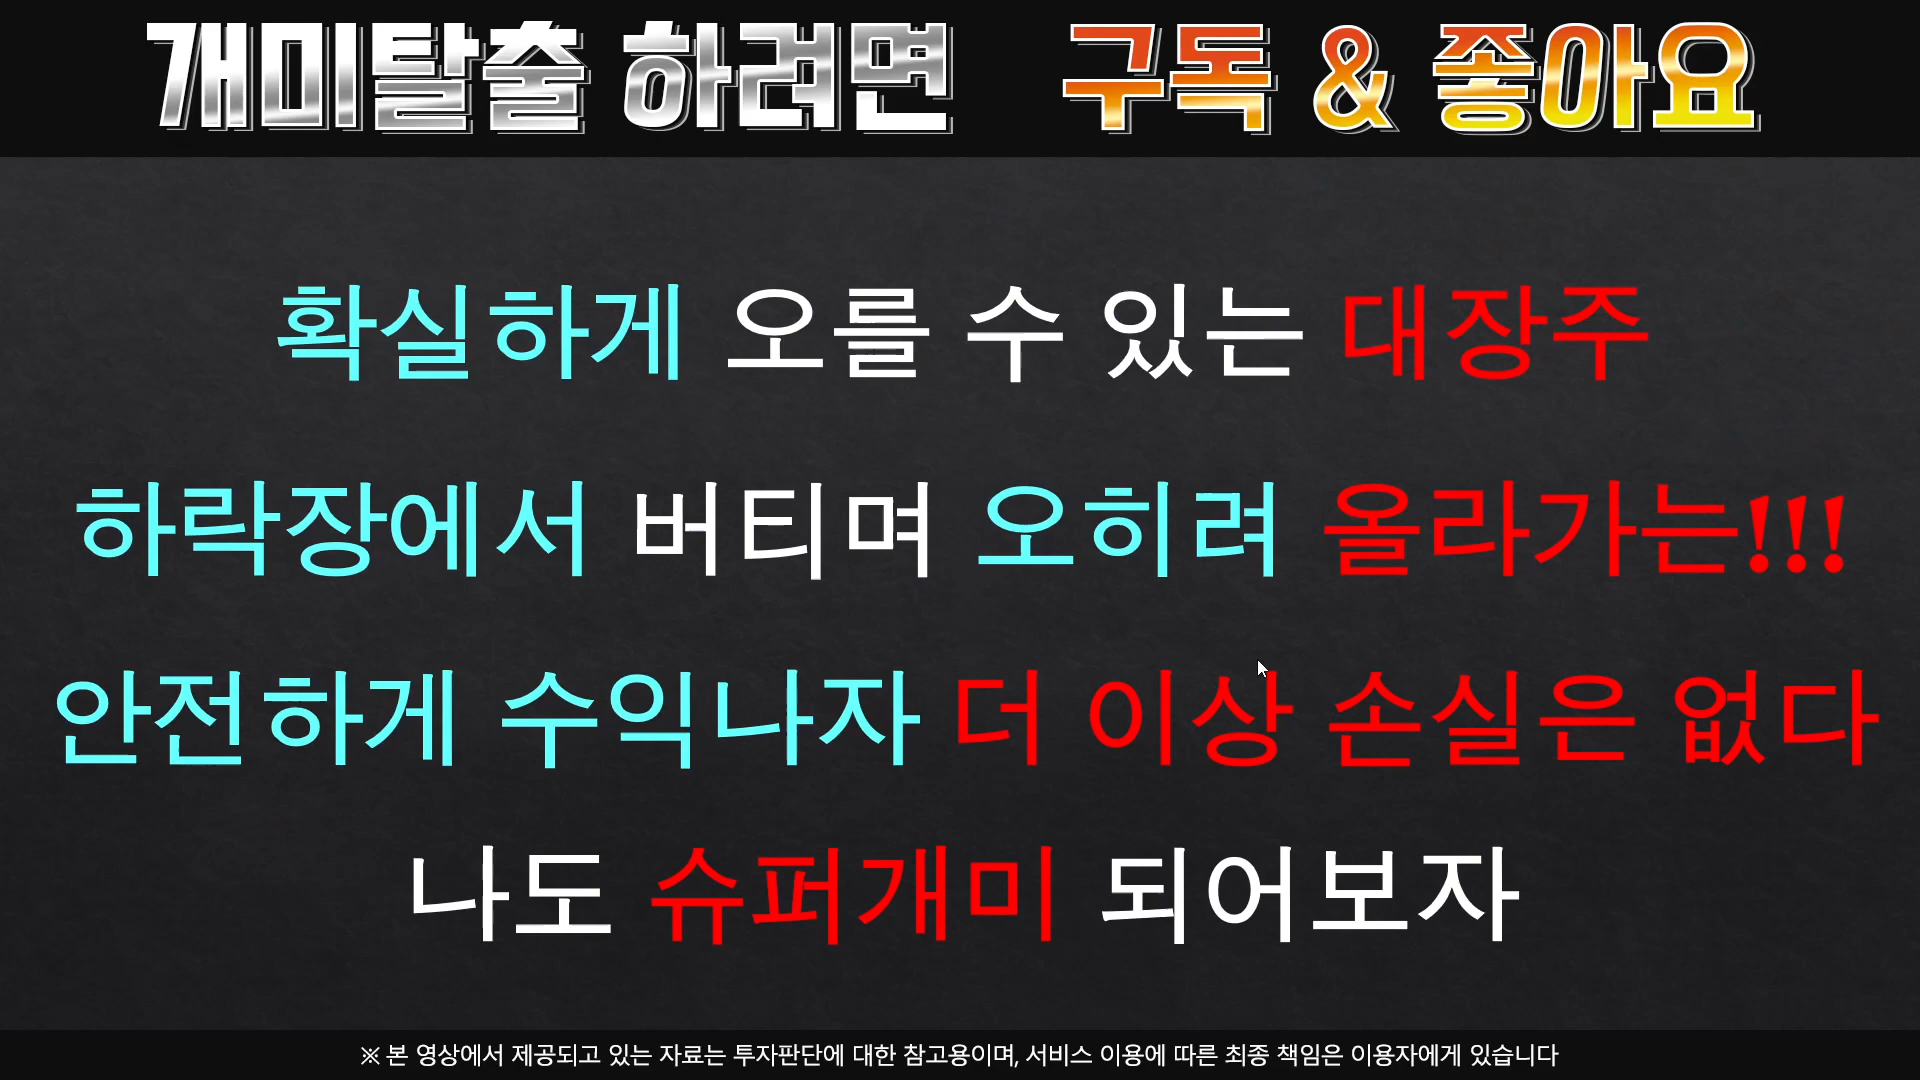 개미탈출 하려면 구독 & 좋아요
확실하게 오를 수 있는 대장주
하락장에서 버티며 오히려 올라가는!!!
안전하게 수익나자 더 이상 손실은 없다
나도 슈퍼개미 되어보자
※ 본 영상에서 제공되고 있는 자료는 투자판단에 대한 참고용이며, 서비스 이용에 따른 최종 책임은 이용자에게 있습니다